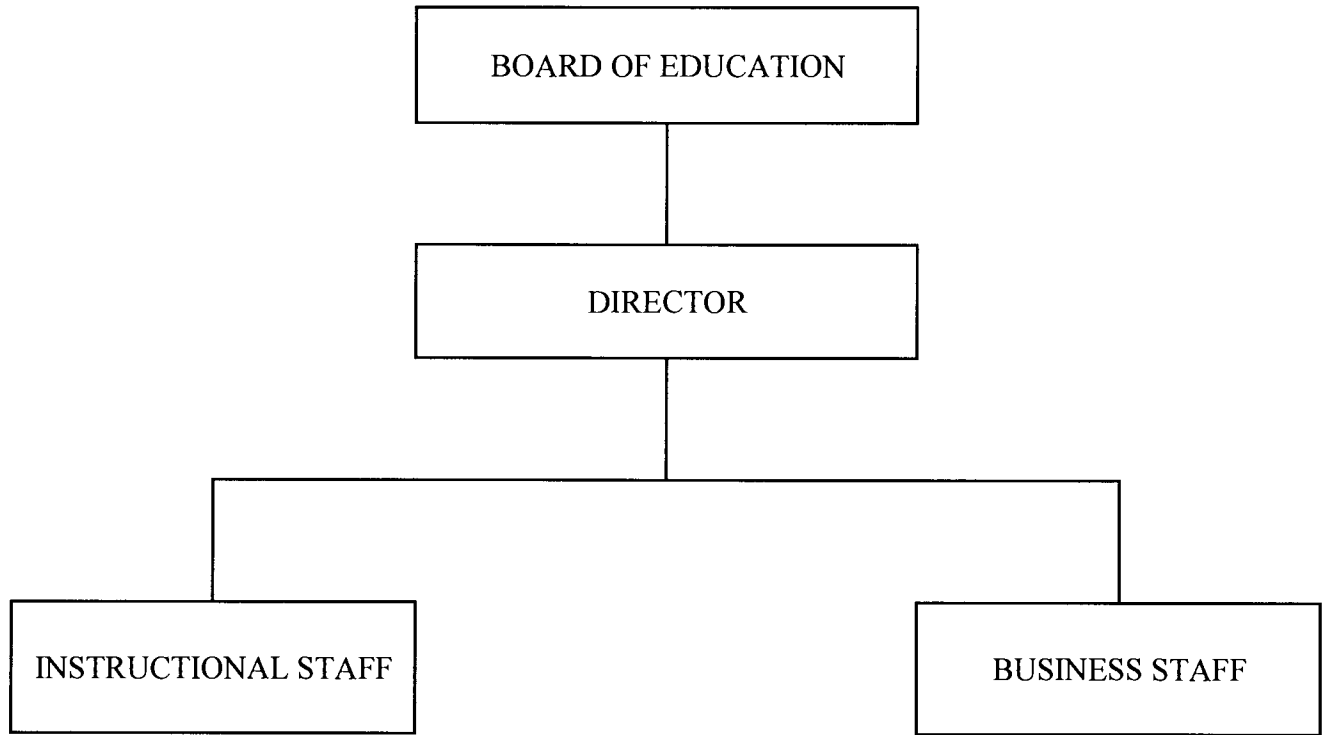 BOARD OF EDUCATION
DIRECTOR
INSTRUCTIONAL STAFF
BUSINESS STAFF